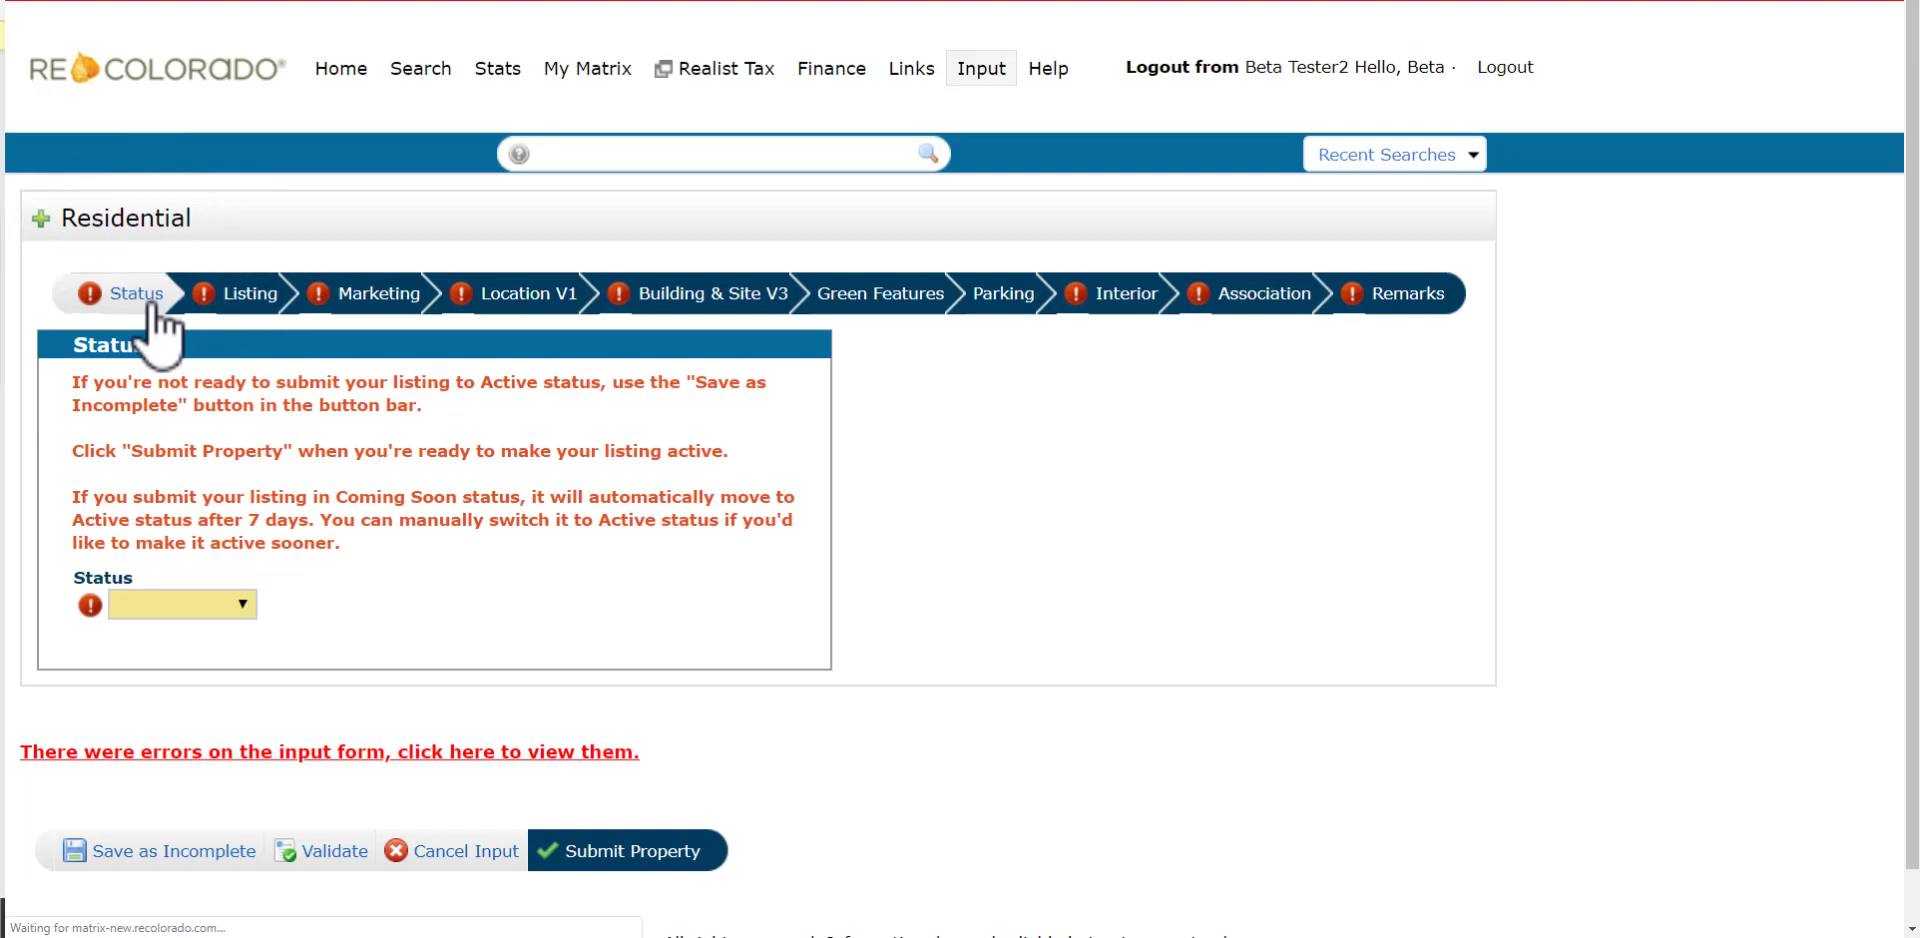 RECOLORADO®
Home Search Stats My Matrix Realist Tax Finance Links Input Help Logout from Beta Tester2 Hello, Beta · Logout
Recent Searches
Residential
Status Listing Marketing Location V1 Building & Site V3 Green Features Parking Interior Association Remarks
If you're not ready to submit your listing to Active status, use the "Save as
Incomplete" button in the button bar.
Click "Submit Property" when you're ready to make your listing active.
If you submit your listing in Coming Soon status, it will automatically move to
Active status after 7 days. You can manually switch it to Active status if you'd
like to make it active sooner.
Status
There were errors on the input form, click here to view them.
Save as Incomplete Validate Cancel Input Submit Property
Waiting for matrix-new.recolorado.com...